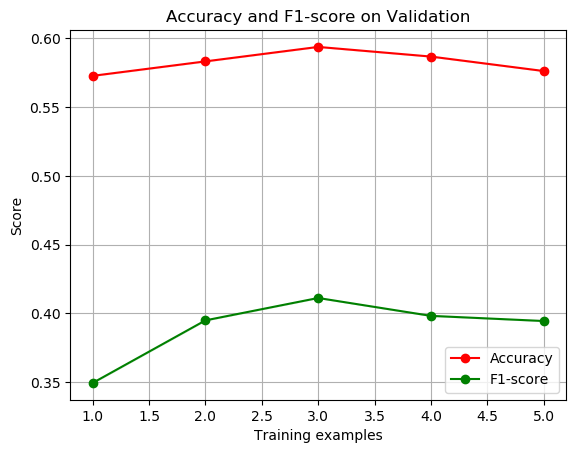 Accuracy and F1-score on Validation
0.60
0.55
0.50
0.45
0.40
0.35
Score
1.0 1.5 2.0 2.5 3.0 3.5 4.0 4.5 5.0
Training examples
Accuracy
F1-score